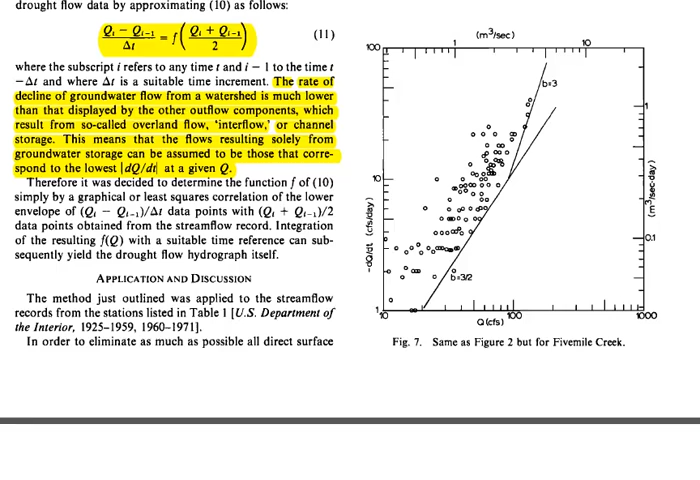 drought flow data by approximating (10) as follows:
(Qi − Qi−1)/Δt = f((Qi + Qi−1)/2) (11)
where the subscript i refers to any time t and i − 1 to the time t
−Δt and where Δt is a suitable time increment. The rate of
decline of groundwater flow from a watershed is much lower
than that displayed by the other outflow components, which
result from so-called overland flow, 'interflow,' or channel
storage. This means that the flows resulting solely from
groundwater storage can be assumed to be those that corre-
spond to the lowest |dQ/dt| at a given Q.
Therefore it was decided to determine the function f of (10)
simply by a graphical or least squares correlation of the lower
envelope of (Qi − Qi−1)/Δt data points with (Qi + Qi−1)/2
data points obtained from the streamflow record. Integration
of the resulting f(Q) with a suitable time reference can sub-
sequently yield the drought flow hydrograph itself.
APPLICATION AND DISCUSSION
The method just outlined was applied to the streamflow
records from the stations listed in Table 1 [U.S. Department of
the Interior, 1925–1959, 1960–1971].
In order to eliminate as much as possible all direct surface
(m³/sec)
1 10
100
b=3
1
10
-dQ/dt (cfs/day)
(m³/sec·day)
0.1
b=3/2
1
10 100 1000
Q(cfs)
Fig. 7. Same as Figure 2 but for Fivemile Creek.